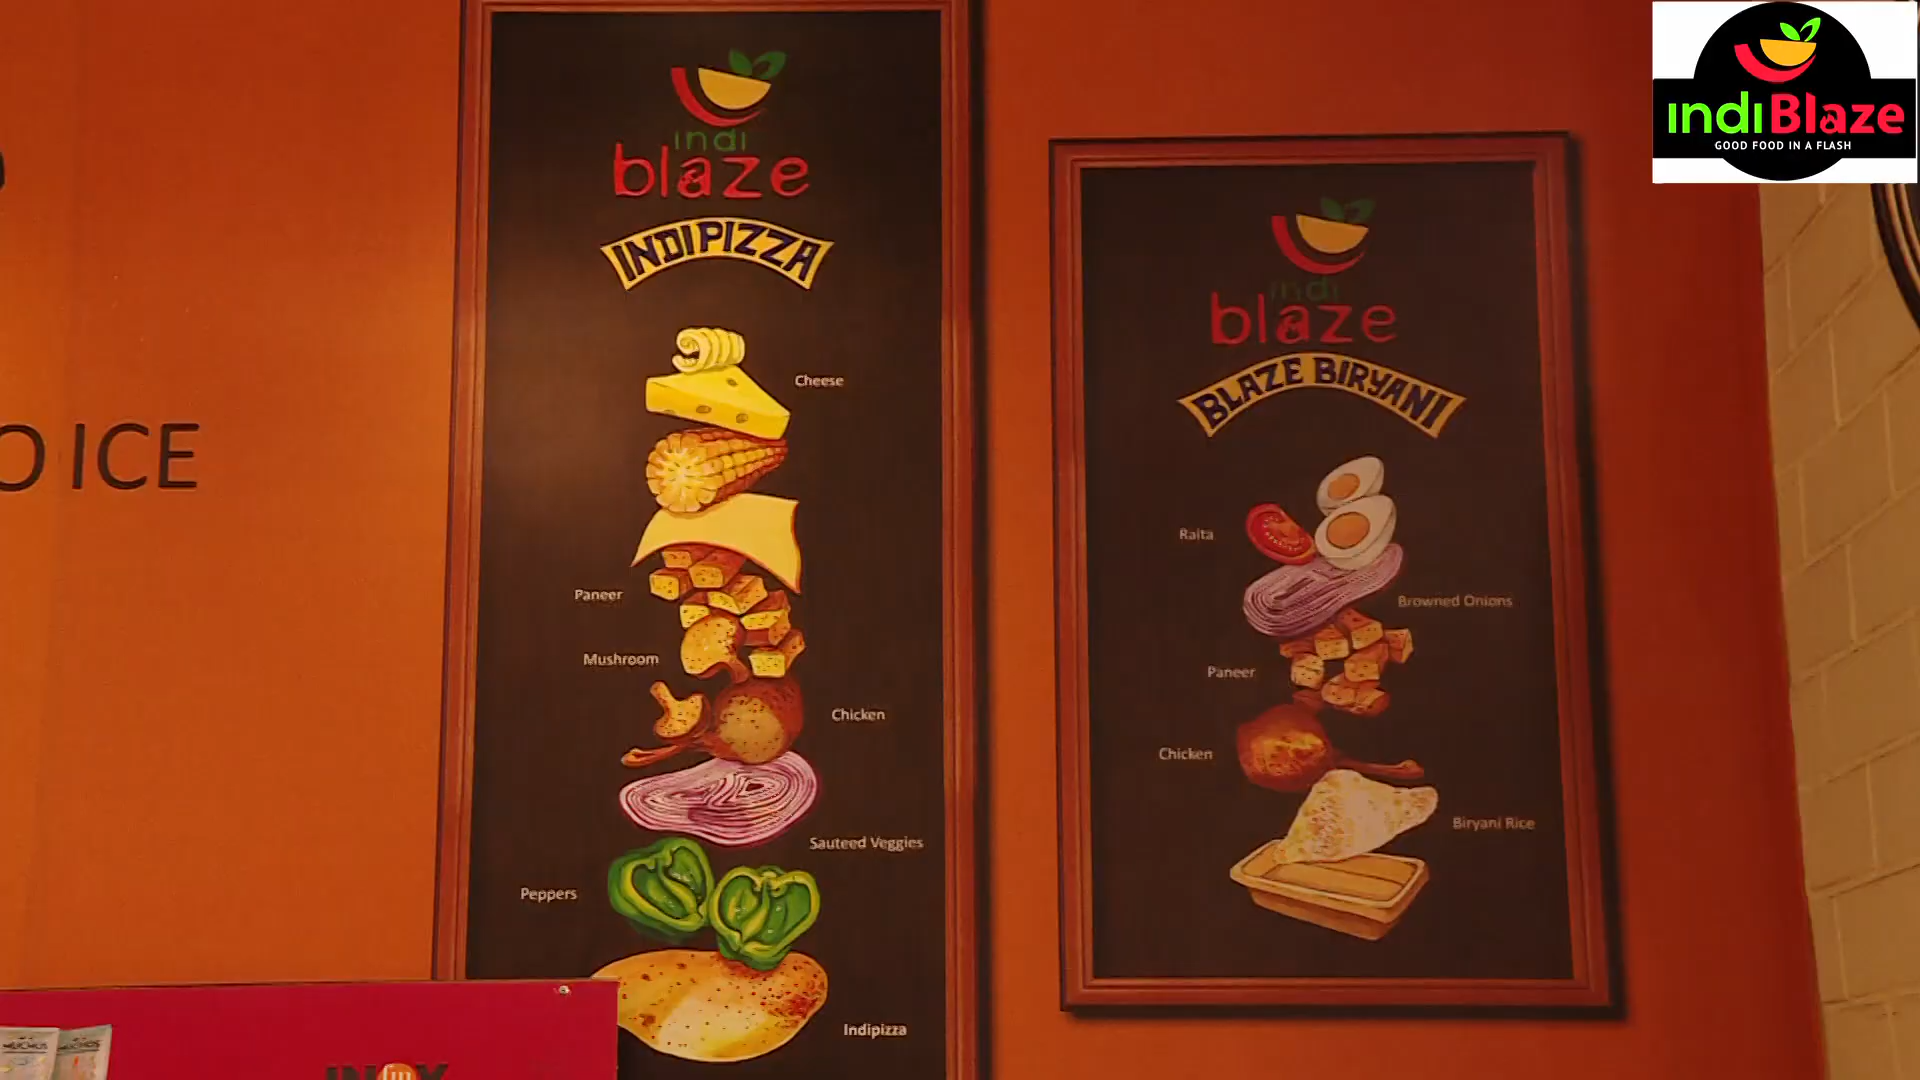 O ICE
indi
blaze
INDIPIZZA
Cheese
Paneer
Mushroom
Chicken
Sauteed Veggies
Peppers
Indipizza
indi
blaze
BLAZE BIRYANI
Raita
Browned Onions
Paneer
Chicken
Biryani Rice
indiBlaze
GOOD FOOD IN A FLASH